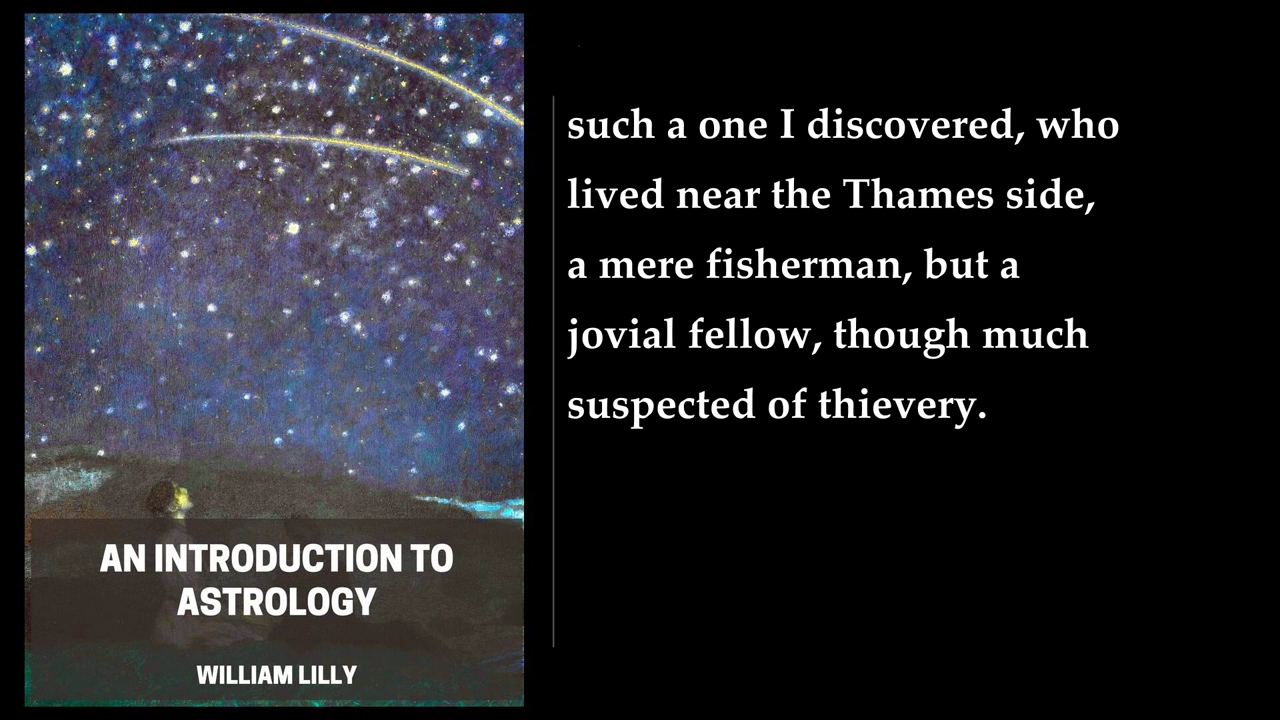 AN INTRODUCTION TO
ASTROLOGY
WILLIAM LILLY
such a one I discovered, who
lived near the Thames side,
a mere fisherman, but a
jovial fellow, though much
suspected of thievery.